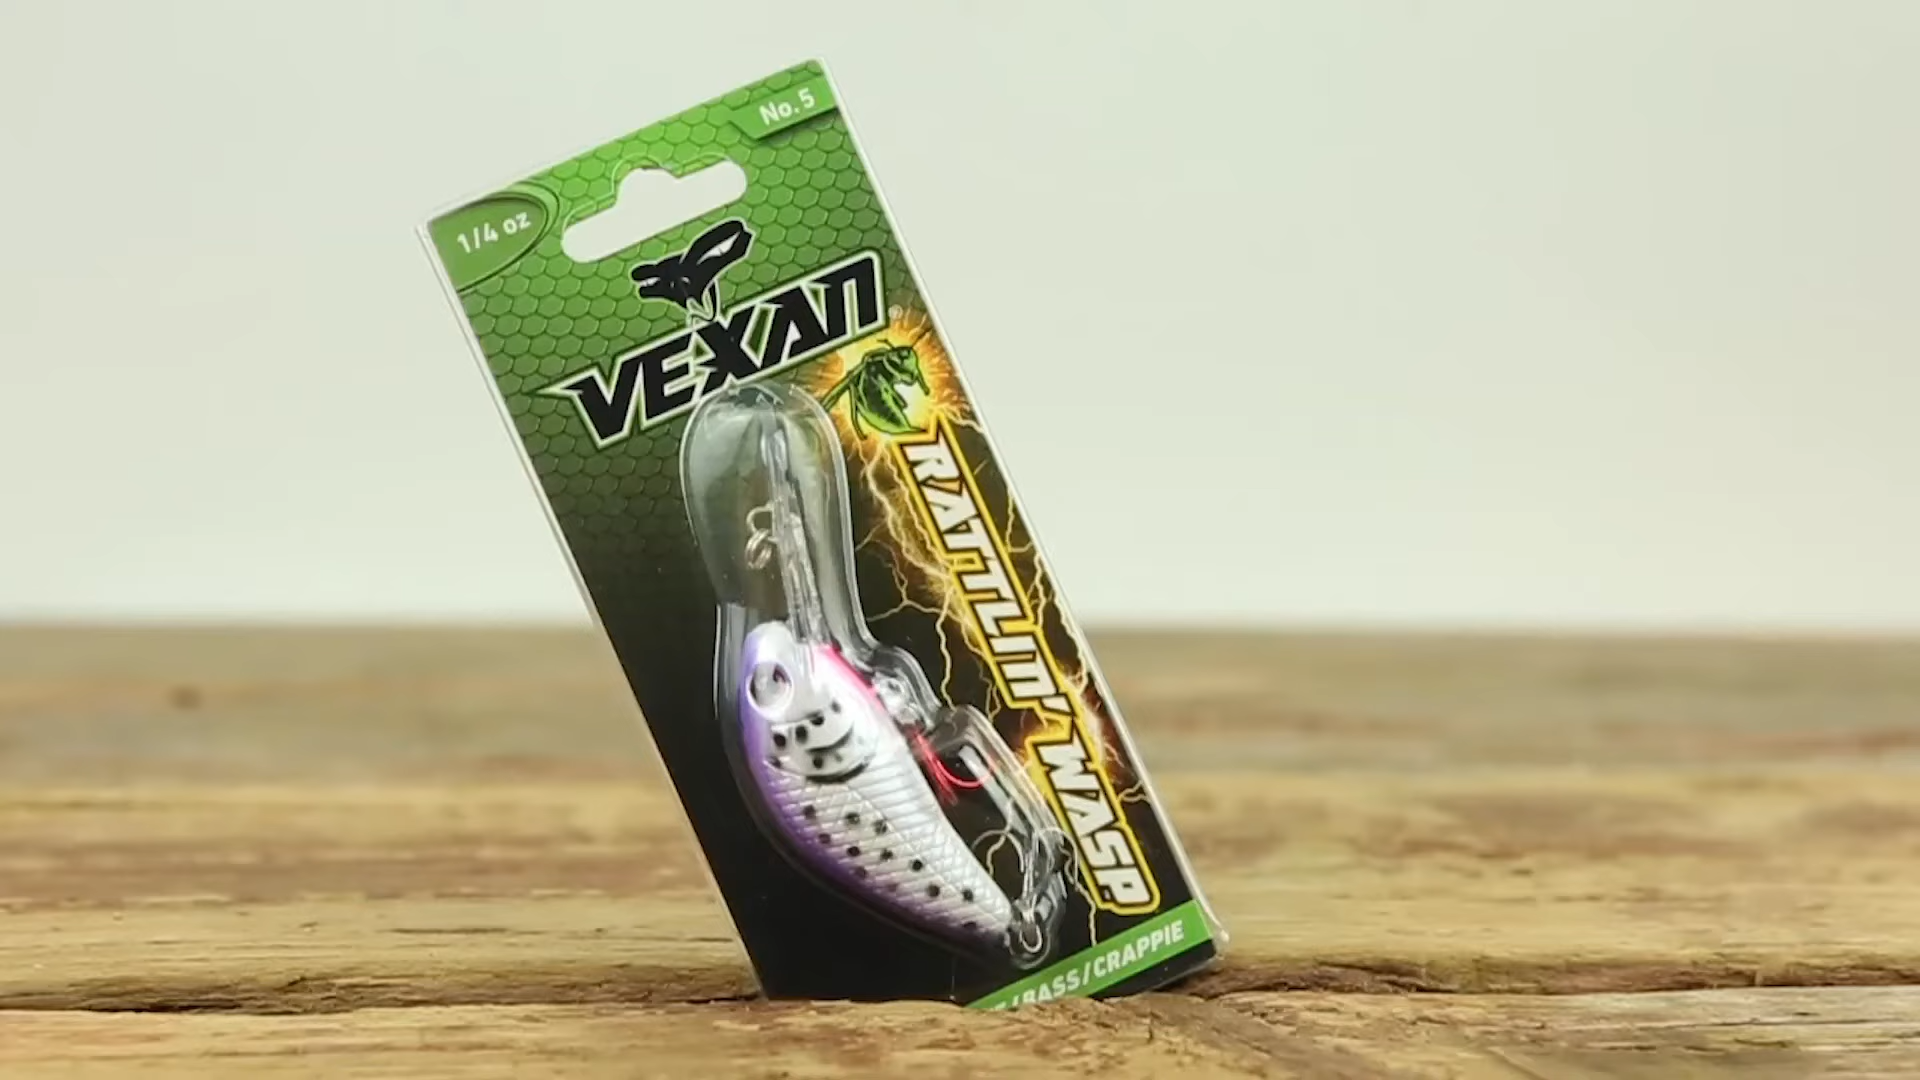 No.5
1/4 oz
VEXAN®
RATTLIN' WASP
/BASS/CRAPPIE